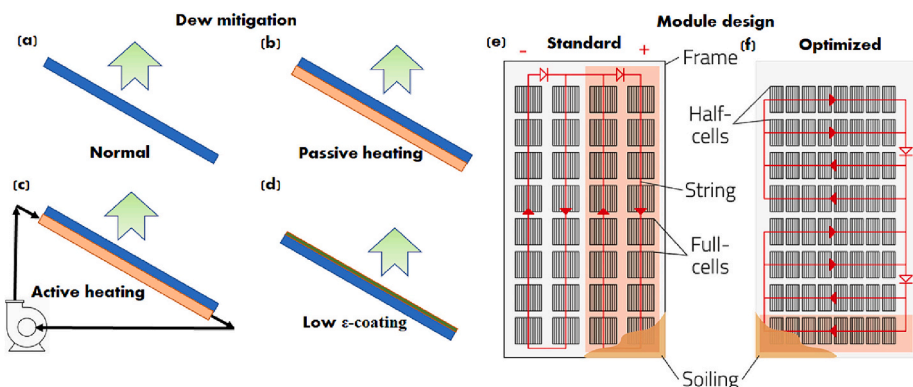 Dew mitigation
Module design
(a)
(b)
(e)
-
Standard
+
Frame
(f)
Optimized
Normal
Passive heating
Half-
cells
(c)
(d)
String
Active heating
Full-
cells
Low ε-coating
Soiling